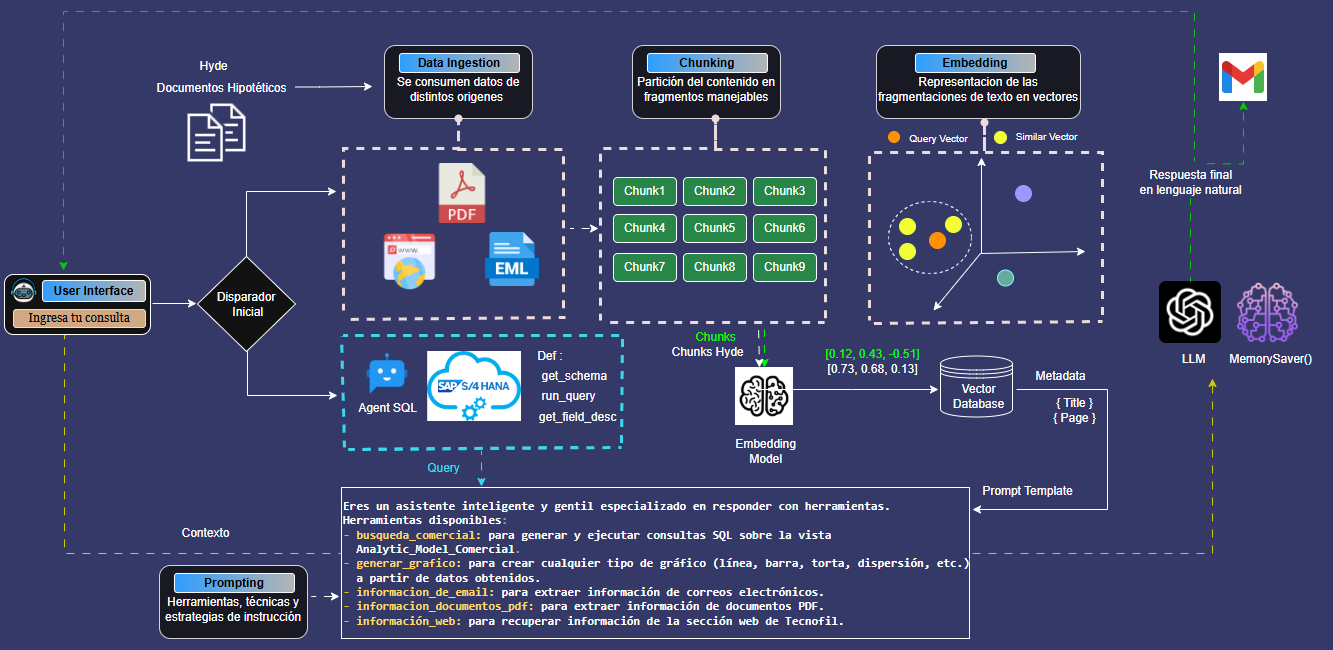 Hyde
Documentos Hipotéticos
Data Ingestion
Se consumen datos de
distintos origenes
Chunking
Partición del contenido en
fragmentos manejables
Embedding
Representacion de las
fragmentaciones de texto en vectores
Query Vector
Similar Vector
Respuesta final
en lenguaje natural
PDF
WWW.
EML
Chunk1
Chunk2
Chunk3
Chunk4
Chunk5
Chunk6
Chunk7
Chunk8
Chunk9
User Interface
Ingresa tu consulta
Disparador
Inicial
Agent SQL
SAP S/4 HANA
Def :
get_schema
run_query
get_field_desc
Chunks
Chunks Hyde
Embedding
Model
[0.12, 0.43, -0.51]
[0.73, 0.68, 0.13]
Vector
Database
Metadata
{ Title }
{ Page }
LLM
MemorySaver()
Query
Prompt Template
Contexto
Prompting
Herramientas, técnicas y
estrategias de instrucción
Eres un asistente inteligente y gentil especializado en responder con herramientas.
Herramientas disponibles:
- busqueda_comercial: para generar y ejecutar consultas SQL sobre la vista
Analytic_Model_Comercial.
- generar_grafico: para crear cualquier tipo de gráfico (línea, barra, torta, dispersión, etc.)
a partir de datos obtenidos.
- informacion_de_email: para extraer información de correos electrónicos.
- informacion_documentos_pdf: para extraer información de documentos PDF.
- información_web: para recuperar información de la sección web de Tecnofil.